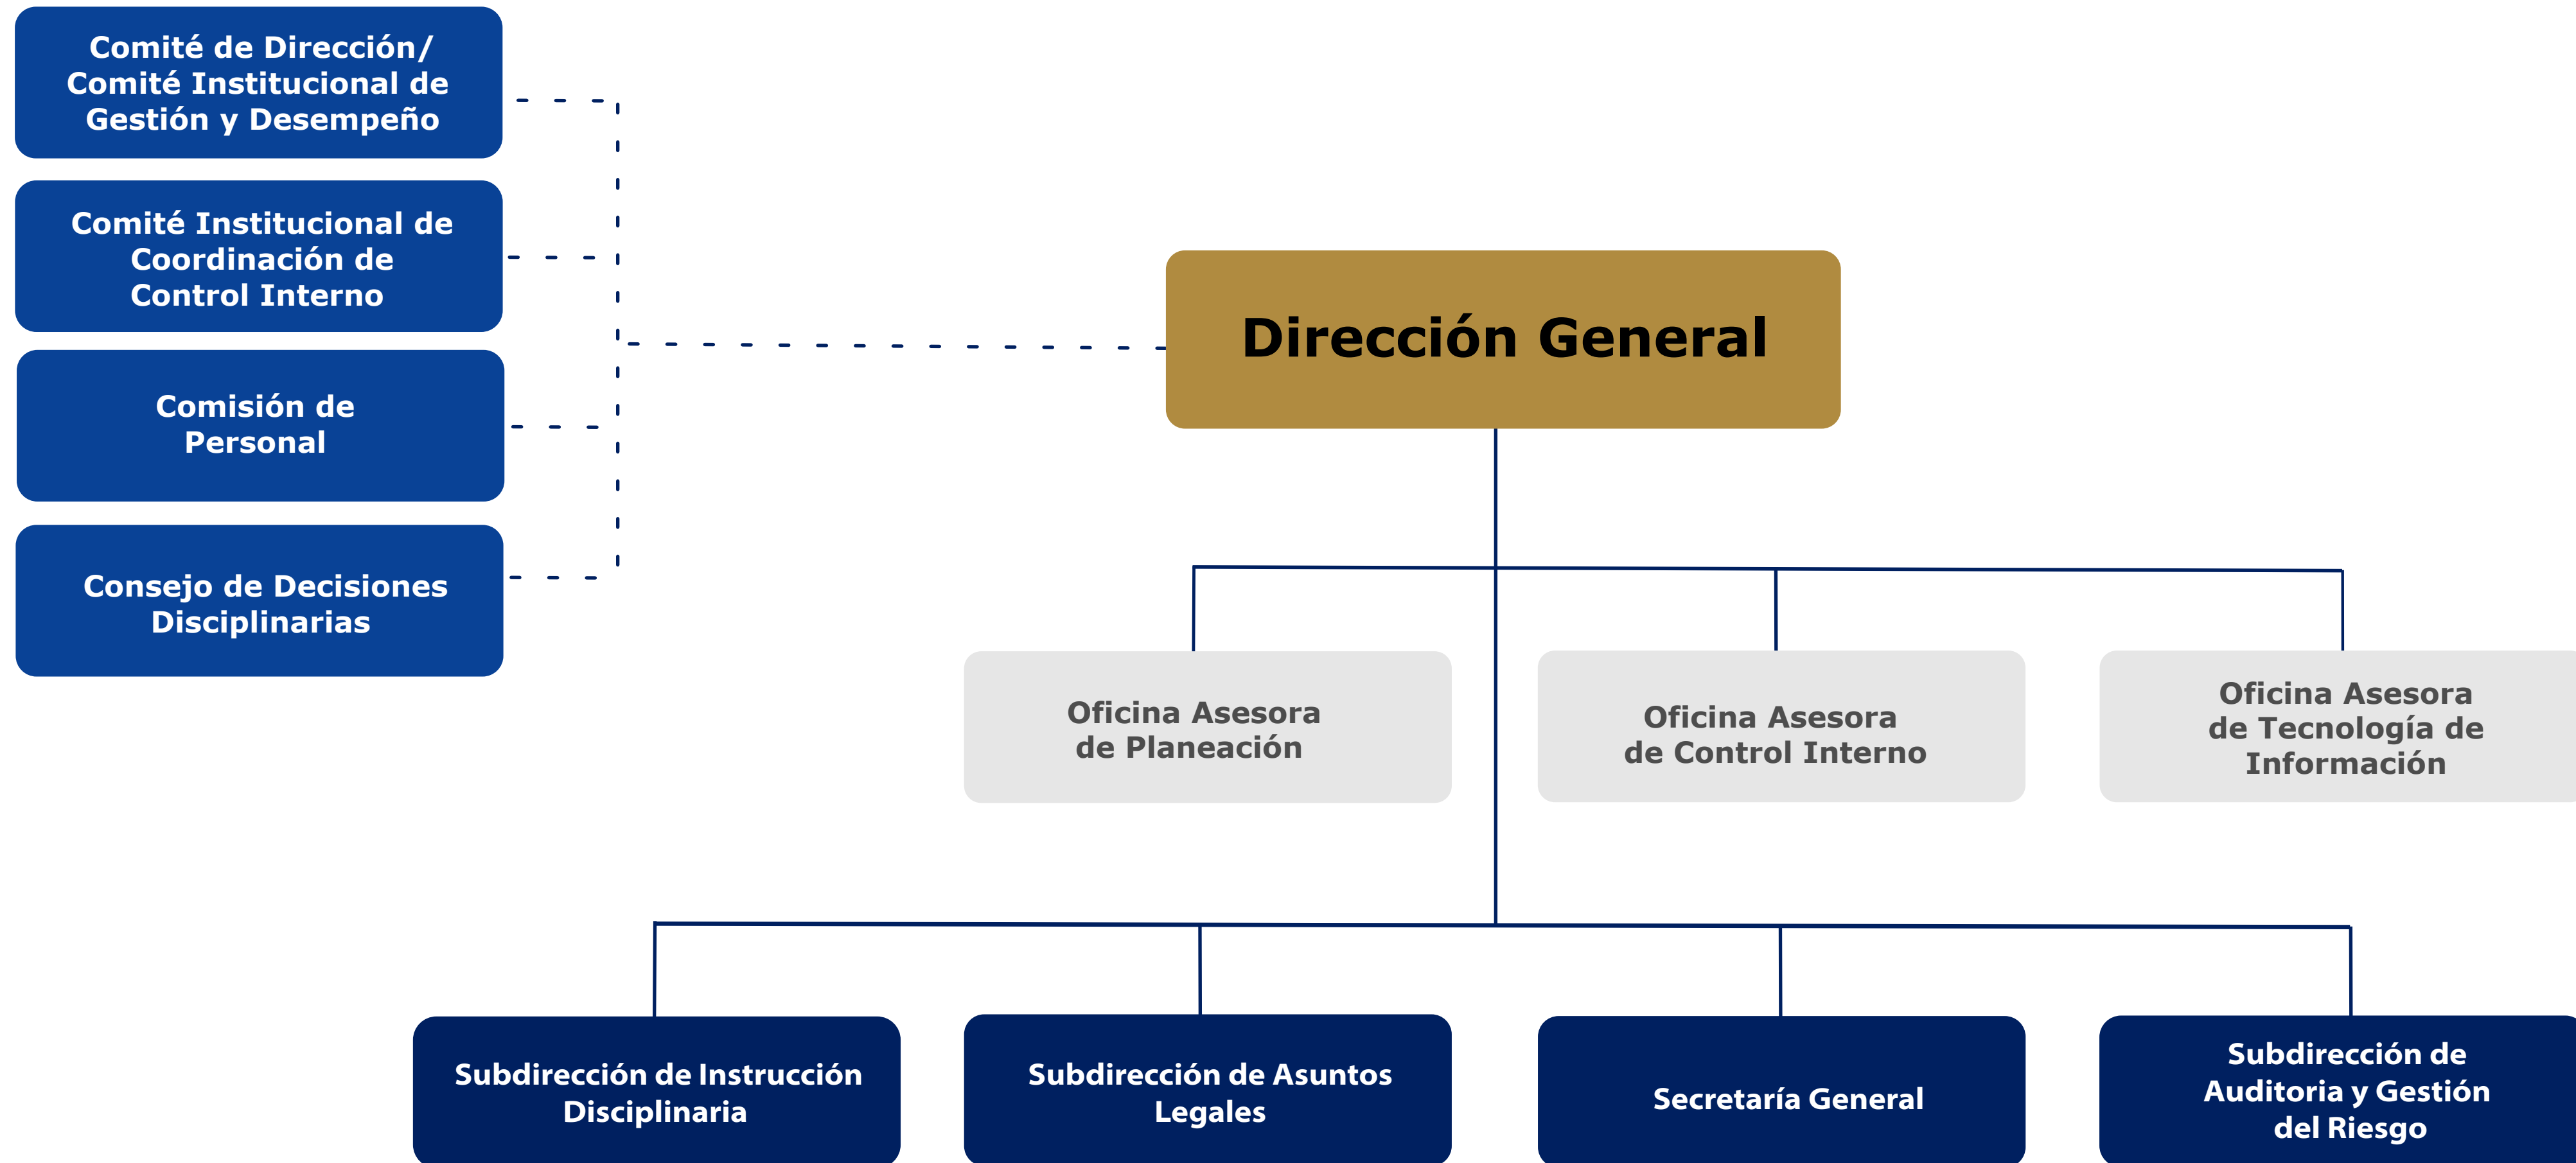 Comité de Dirección/
Comité Institucional de
Gestión y Desempeño
Comité Institucional de
Coordinación de
Control Interno
Comisión de
Personal
Consejo de Decisiones
Disciplinarias
Dirección General
Oficina Asesora
de Planeación
Oficina Asesora
de Control Interno
Oficina Asesora
de Tecnología de
Información
Subdirección de Instrucción
Disciplinaria
Subdirección de Asuntos
Legales
Secretaría General
Subdirección de
Auditoria y Gestión
del Riesgo